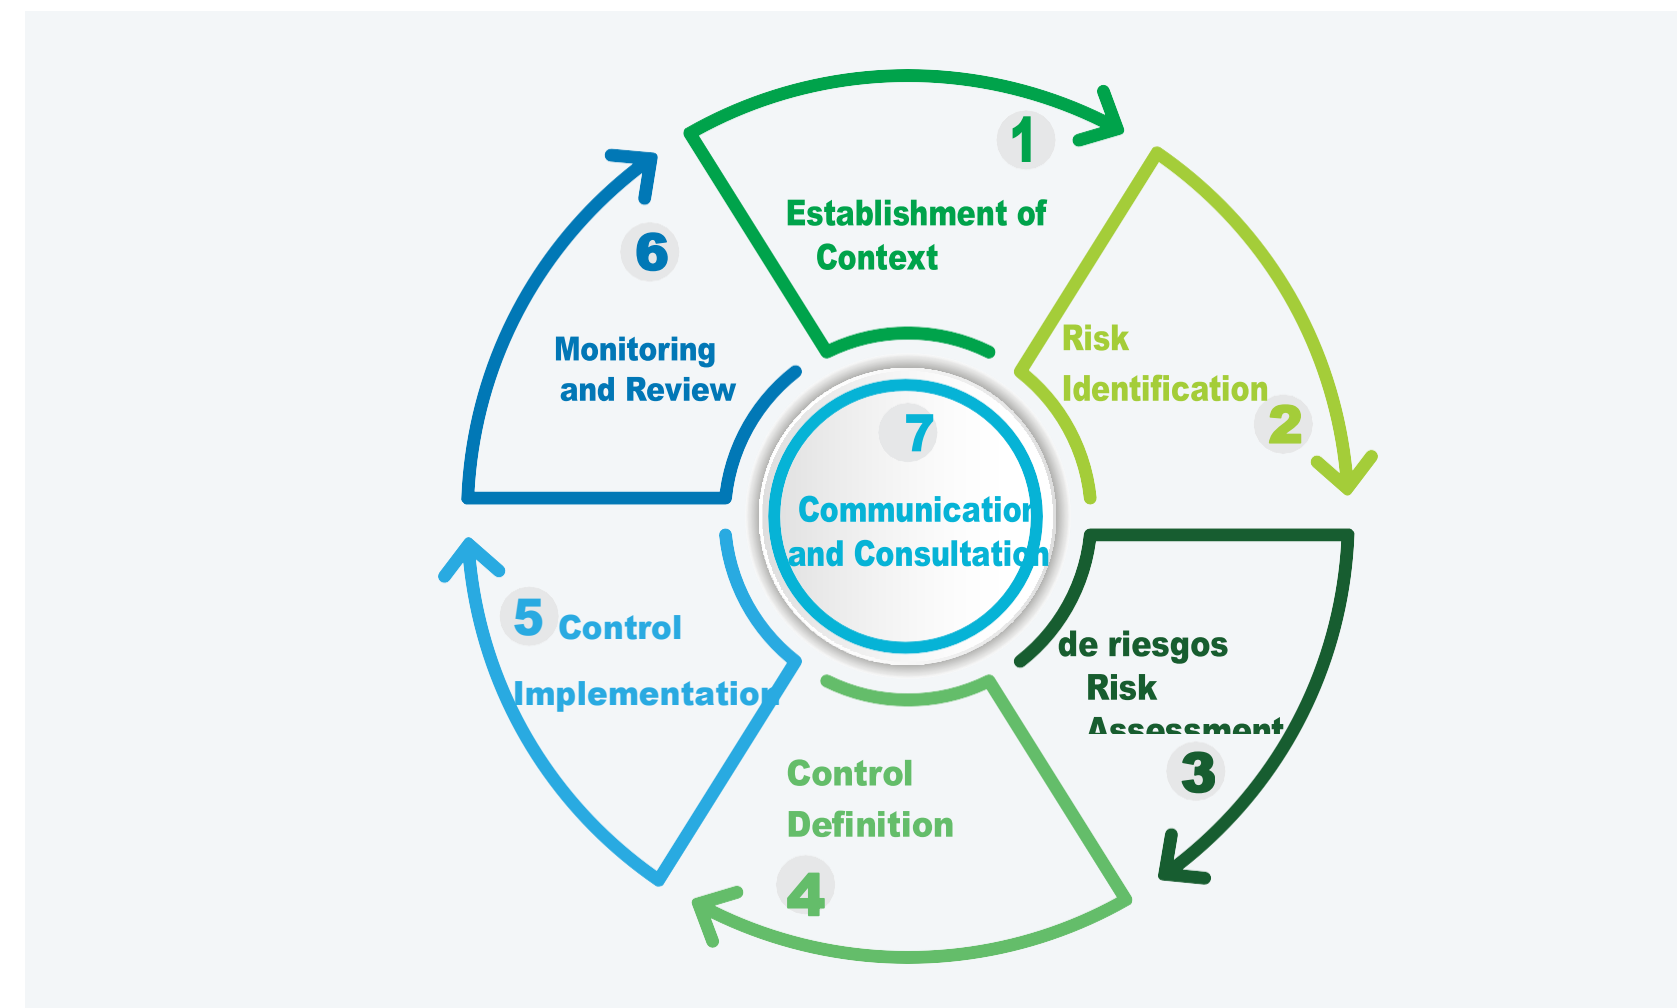 1
Establishment of
Context
Risk
Identification
2
de riesgos
Risk
Assessment
3
Control
Definition
4
5
Control
Implementation
6
Monitoring
and Review
7
Communication
and Consultation